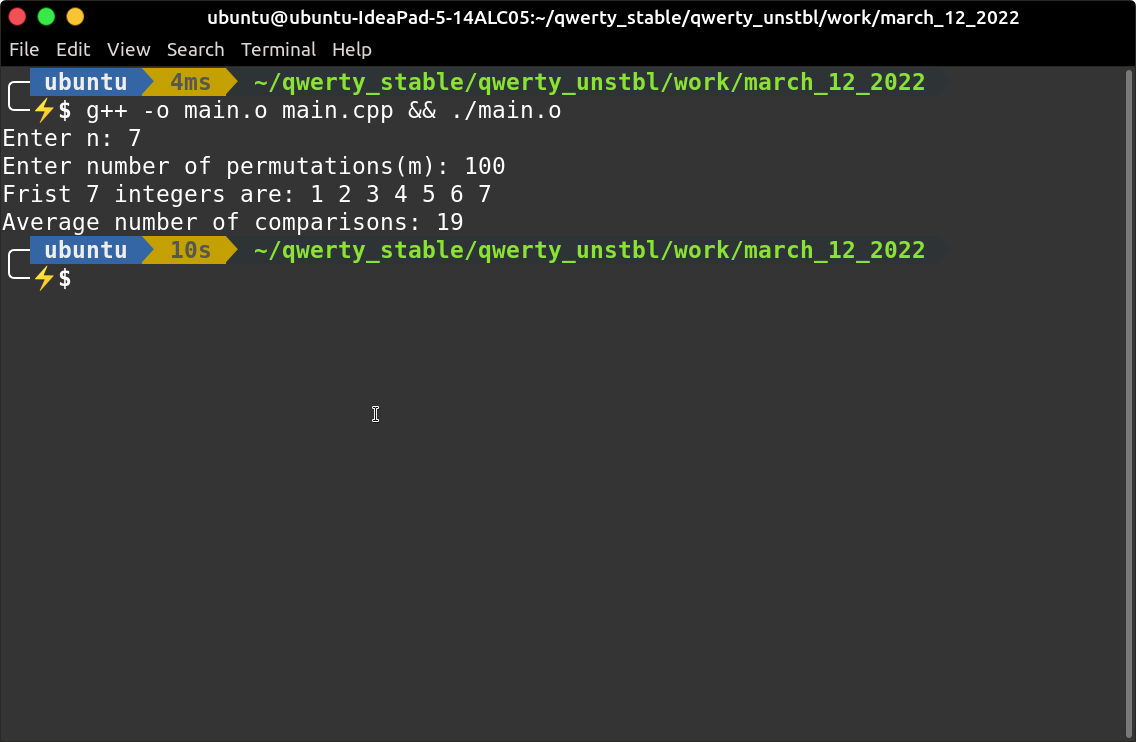 ubuntu@ubuntu-IdeaPad-5-14ALC05:~/qwerty_stable/qwerty_unstbl/work/march_12_2022
File Edit View Search Terminal Help
ubuntu 4ms ~/qwerty_stable/qwerty_unstbl/work/march_12_2022
⚡$ g++ -o main.o main.cpp && ./main.o
Enter n: 7
Enter number of permutations(m): 100
Frist 7 integers are: 1 2 3 4 5 6 7
Average number of comparisons: 19
ubuntu 10s ~/qwerty_stable/qwerty_unstbl/work/march_12_2022
⚡$